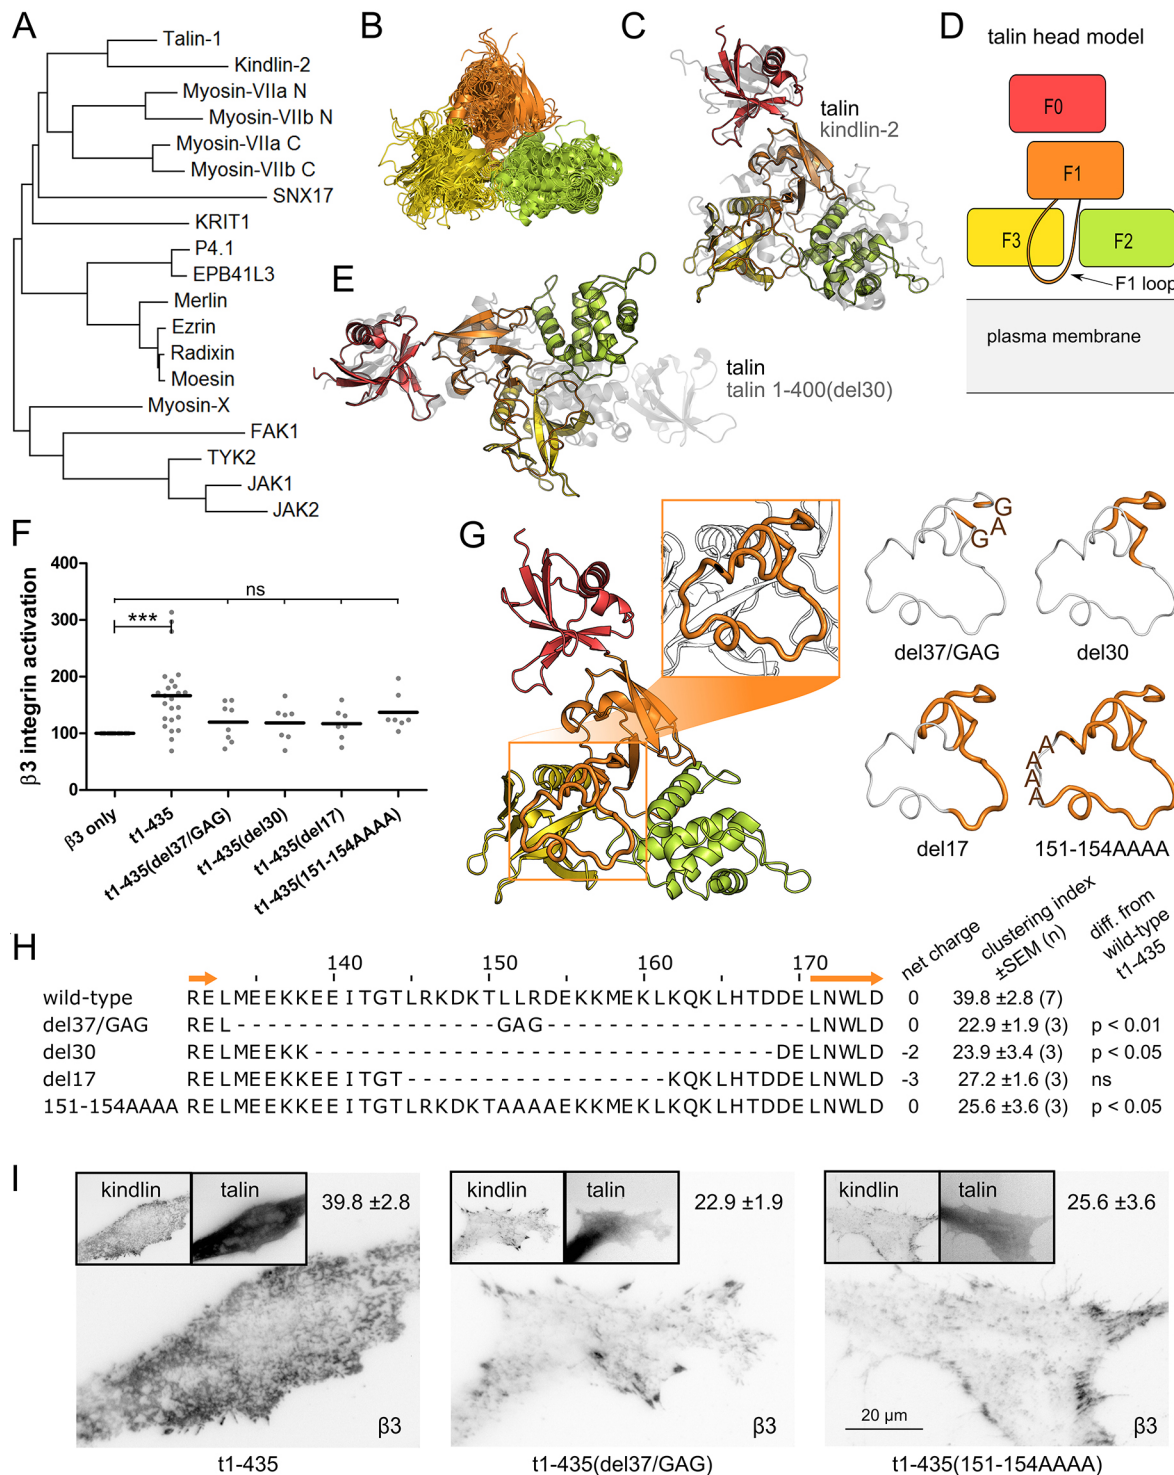 A
Talin-1
Kindlin-2
Myosin-VIIa N
Myosin-VIIb N
Myosin-VIIa C
Myosin-VIIb C
SNX17
KRIT1
P4.1
EPB41L3
Merlin
Ezrin
Radixin
Moesin
Myosin-X
FAK1
TYK2
JAK1
JAK2
B
C
talin
kindlin-2
D
talin head model
F0
F1
F3
F2
F1 loop
plasma membrane
E
talin
talin 1-400(del30)
F
β3 integrin activation
400
300
200
100
0
ns
***
β3 only
t1-435
t1-435(del37/GAG)
t1-435(del30)
t1-435(del17)
t1-435(151-154AAAA)
G
G
A
G
del37/GAG
del30
del17
A
A
A
A
151-154AAAA
H
net charge
clustering index
±SEM (n)
diff. from
wild-type
t1-435
140 150 160 170
wild-type RELMEEKKEEITGTLRKDKTLLRDEKKMEKLKQKLHTDDELNWLD 0 39.8 ±2.8 (7)
del37/GAG REL-----------------GAG-----------------LNWLD 0 22.9 ±1.9 (3) p < 0.01
del30 RELMEEKK------------------------------DELNWLD -2 23.9 ±3.4 (3) p < 0.05
del17 RELMEEKKEEITGT-----------------KQKLHTDDELNWLD -3 27.2 ±1.6 (3) ns
151-154AAAA RELMEEKKEEITGTLRKDKTAAAAEKKMEKLKQKLHTDDELNWLD 0 25.6 ±3.6 (3) p < 0.05
I
kindlin talin 39.8 ±2.8
β3
t1-435
kindlin talin 22.9 ±1.9
β3
t1-435(del37/GAG)
kindlin talin 25.6 ±3.6
20 µm
β3
t1-435(151-154AAAA)